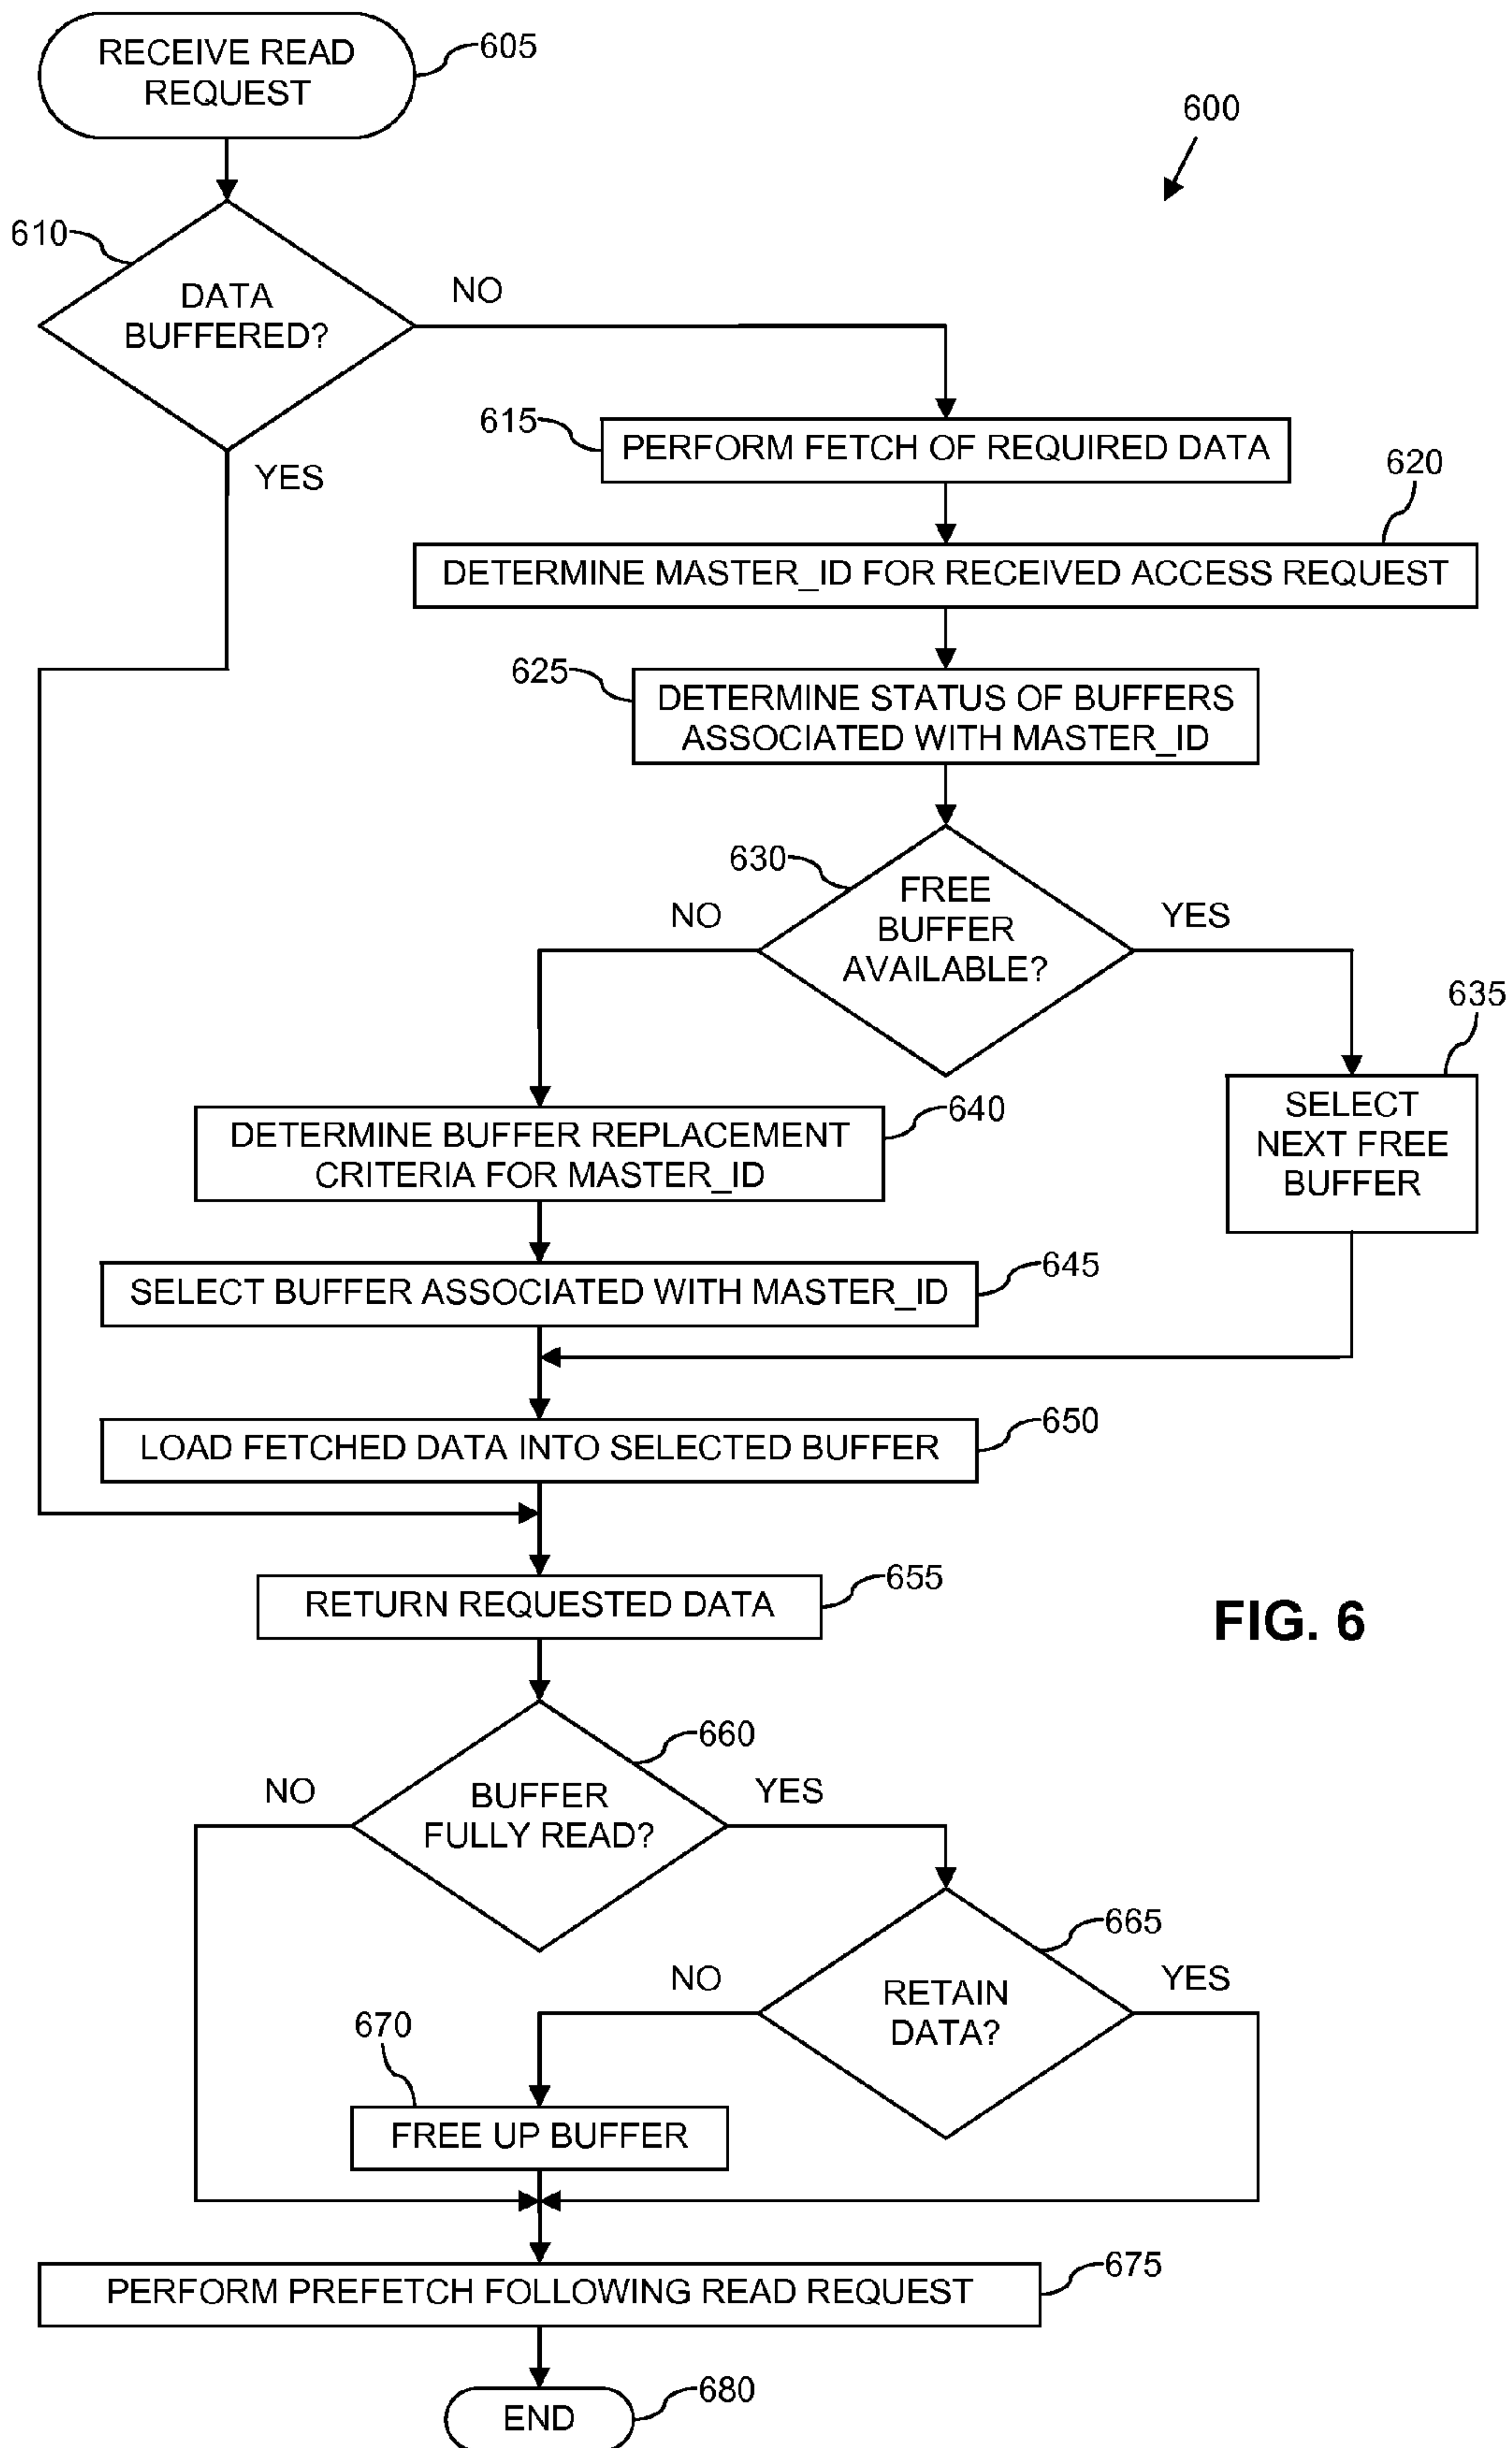 RECEIVE READ
REQUEST
605
600
610
DATA
BUFFERED?
NO
YES
615
PERFORM FETCH OF REQUIRED DATA
620
DETERMINE MASTER_ID FOR RECEIVED ACCESS REQUEST
625
DETERMINE STATUS OF BUFFERS
ASSOCIATED WITH MASTER_ID
630
FREE
BUFFER
AVAILABLE?
NO
YES
635
SELECT
NEXT FREE
BUFFER
640
DETERMINE BUFFER REPLACEMENT
CRITERIA FOR MASTER_ID
645
SELECT BUFFER ASSOCIATED WITH MASTER_ID
650
LOAD FETCHED DATA INTO SELECTED BUFFER
655
RETURN REQUESTED DATA
FIG. 6
660
NO
BUFFER
FULLY READ?
YES
665
NO
RETAIN
DATA?
YES
670
FREE UP BUFFER
675
PERFORM PREFETCH FOLLOWING READ REQUEST
680
END